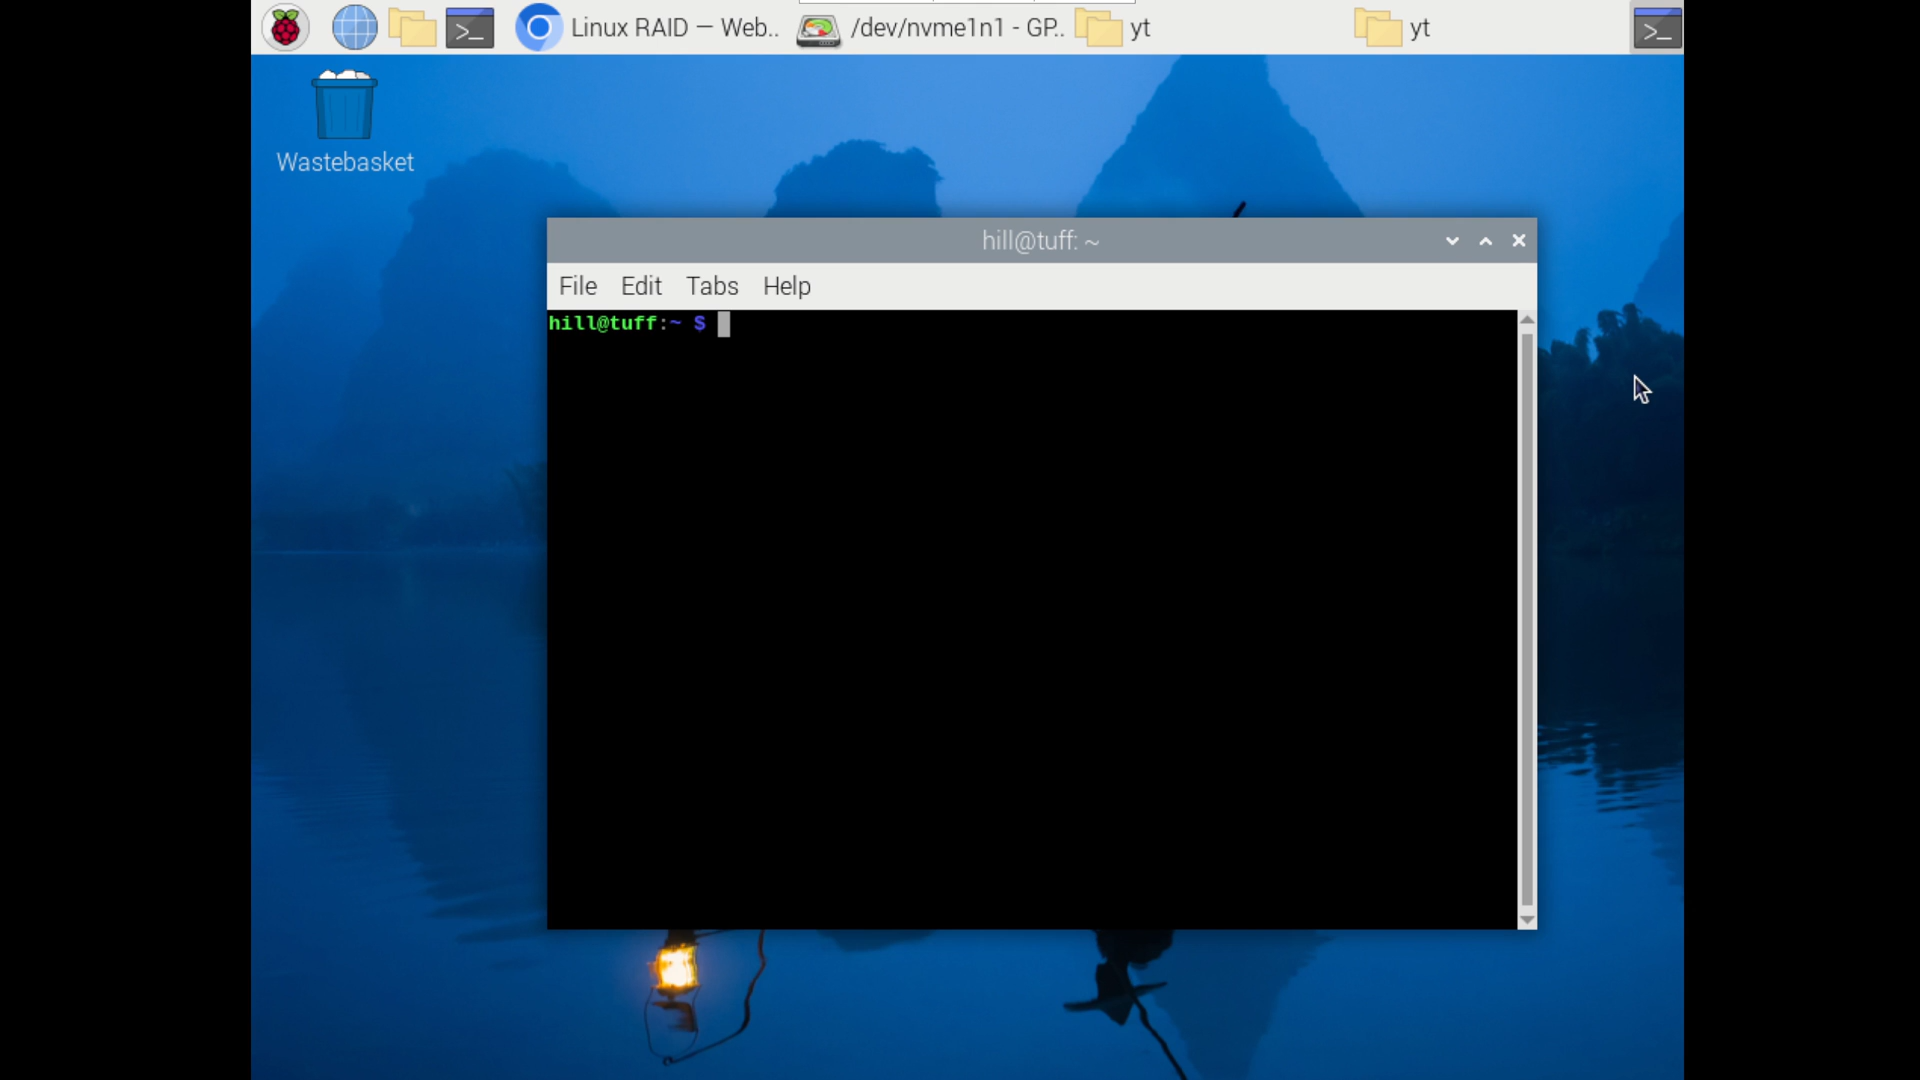 Linux RAID — Web..
/dev/nvme1n1 - GP..
yt
yt
Wastebasket
hill@tuff: ~
File Edit Tabs Help
hill@tuff:~ $